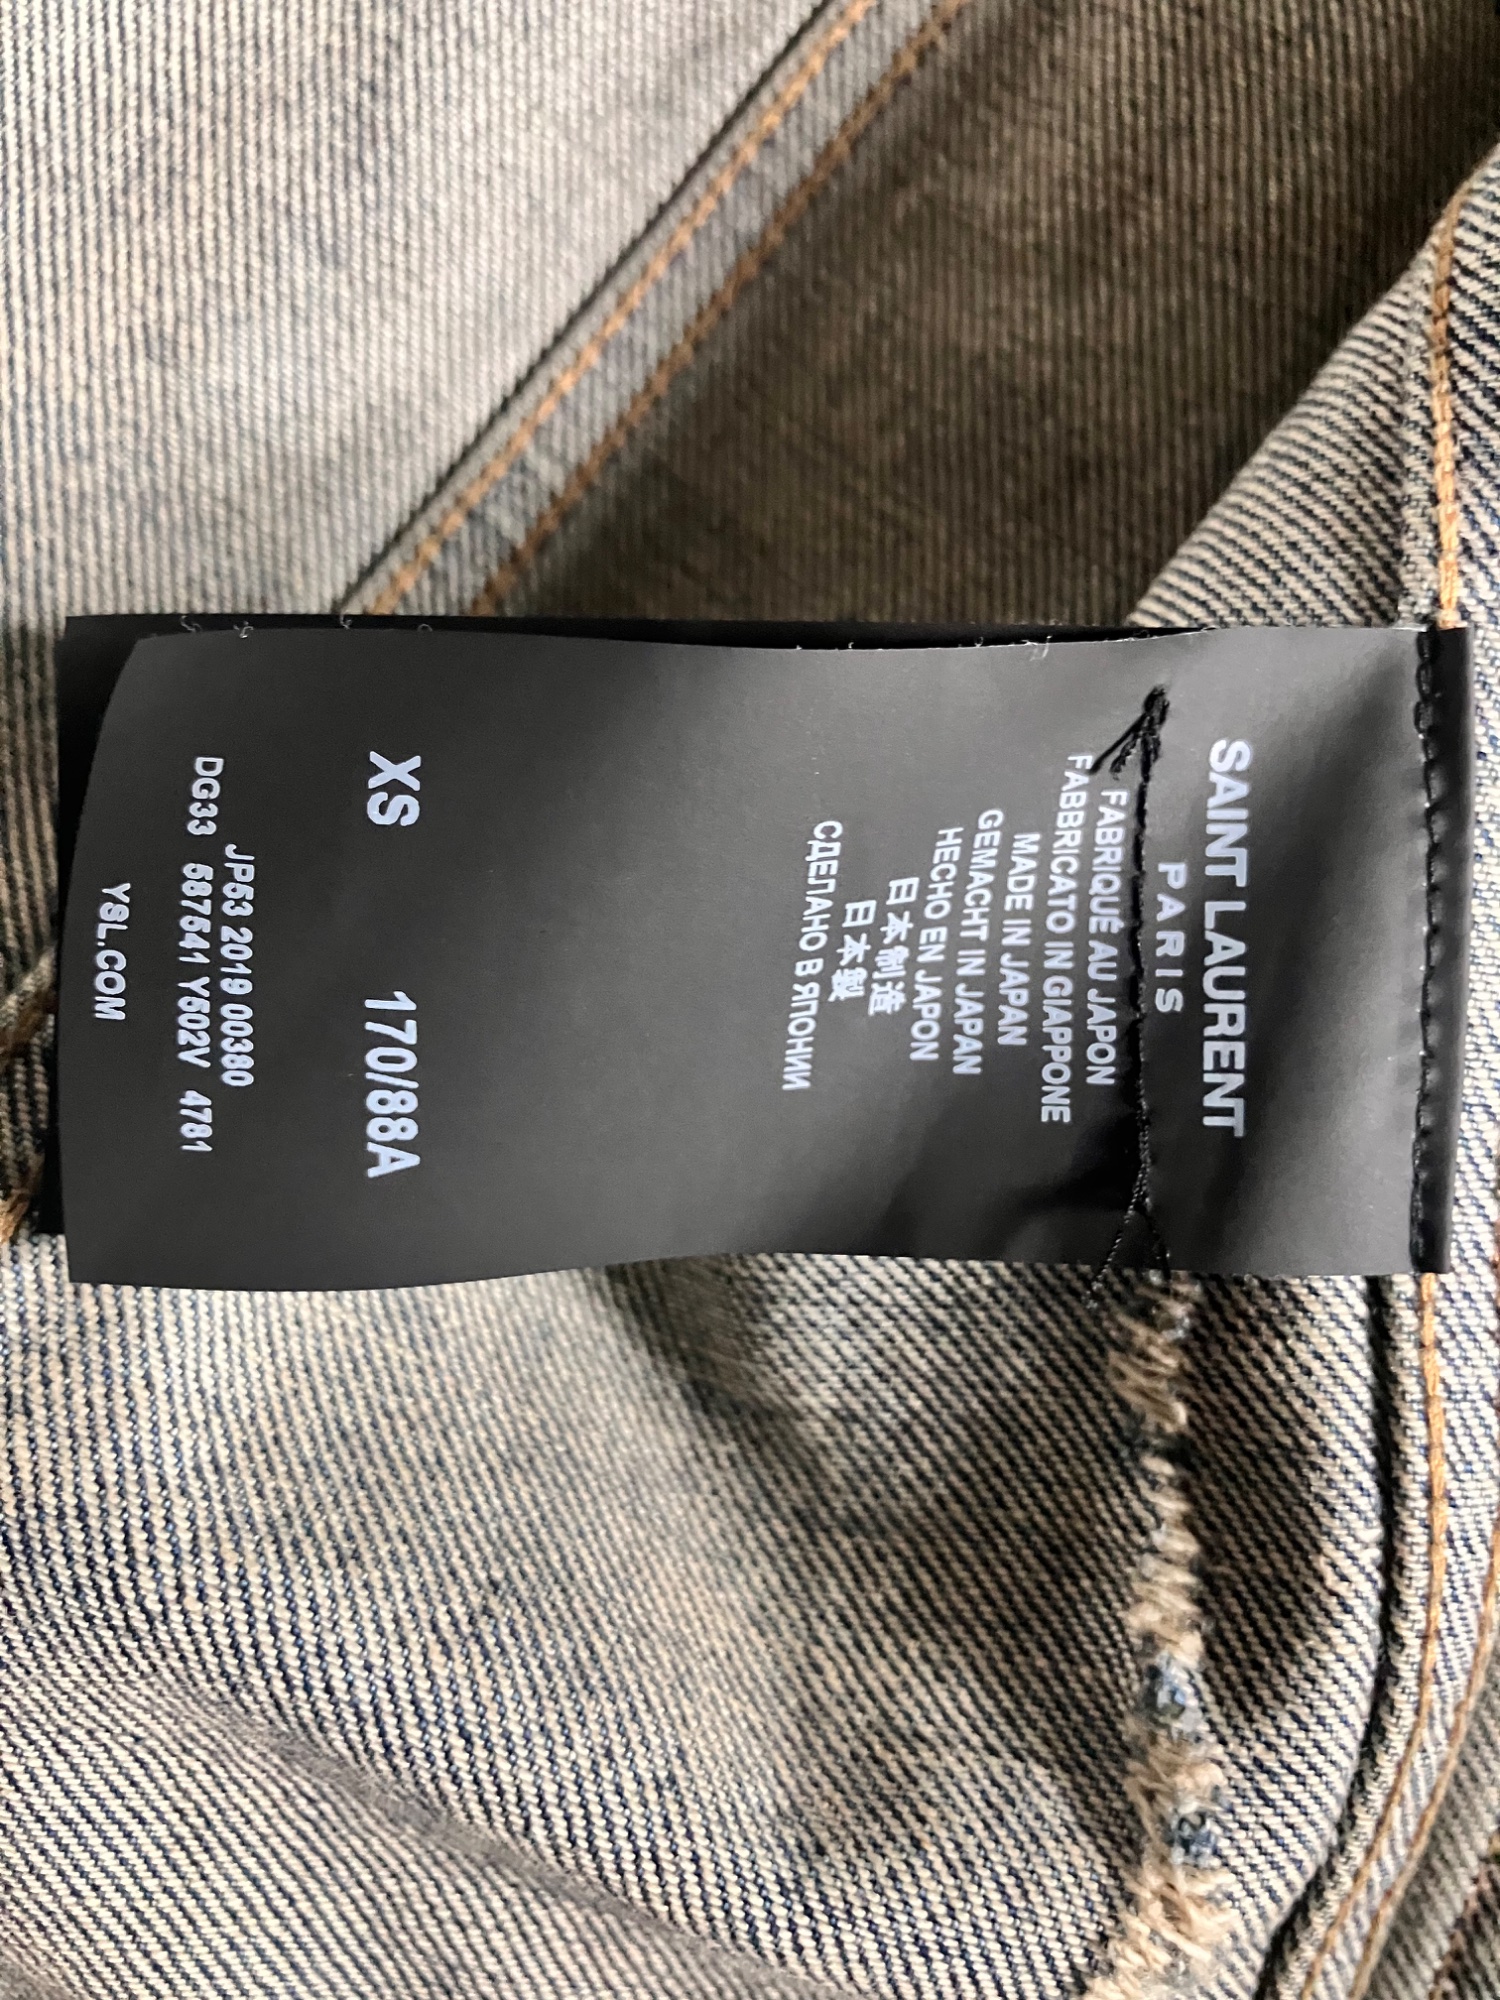 SAINT LAURENT
PARIS
FABRIQUÉ AU JAPON
FABBRICATO IN GIAPPONE
MADE IN JAPAN
GEMACHT IN JAPAN
HECHO EN JAPON
日本制造
日本製
СДЕЛАНО В ЯПОНИИ
XS 170/88A
JP53 2019 00380
DG33 587541 Y502V 4781
YSL.COM